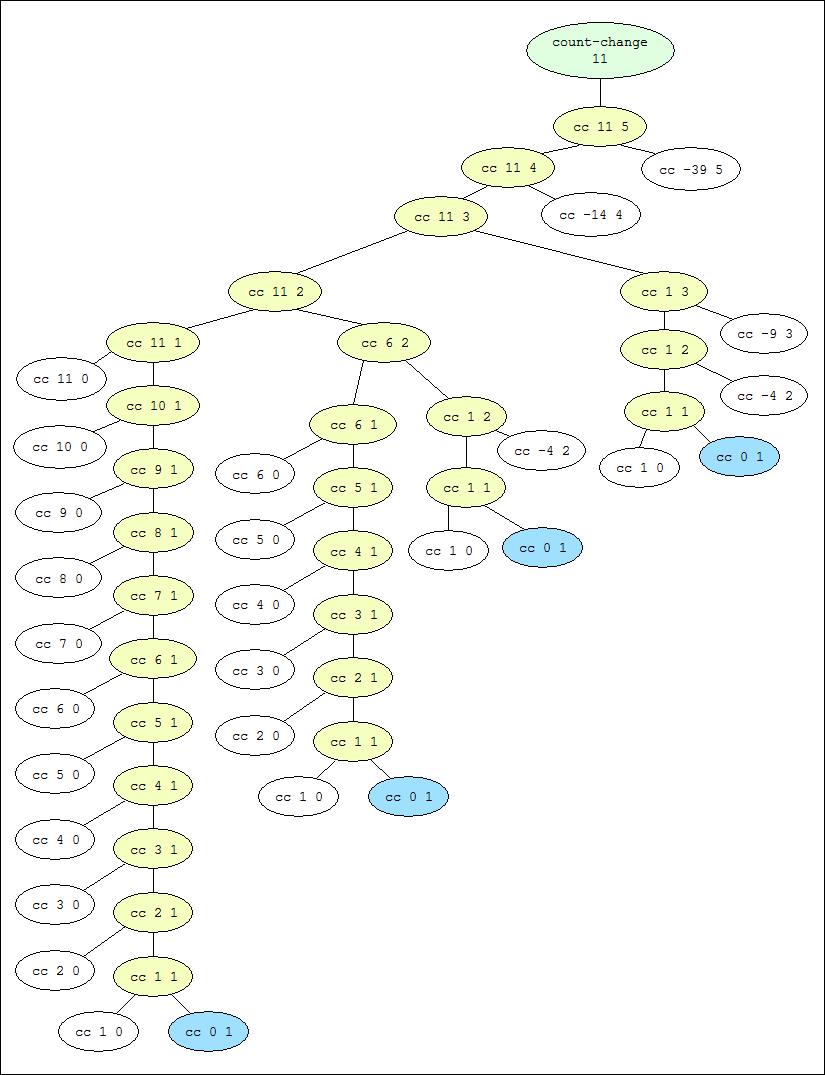 count-change
11
cc 11 5
cc 11 4
cc -39 5
cc 11 3
cc -14 4
cc 11 2
cc 1 3
cc 11 1
cc 6 2
cc -9 3
cc 1 2
cc 11 0
cc 10 1
cc -4 2
cc 6 1
cc 1 2
cc 1 1
cc 10 0
cc -4 2
cc 0 1
cc 9 1
cc 6 0
cc 1 0
cc 5 1
cc 1 1
cc 9 0
cc 8 1
cc 5 0
cc 4 1
cc 1 0
cc 0 1
cc 8 0
cc 7 1
cc 4 0
cc 3 1
cc 7 0
cc 6 1
cc 3 0
cc 2 1
cc 6 0
cc 5 1
cc 2 0
cc 1 1
cc 5 0
cc 4 1
cc 1 0
cc 0 1
cc 4 0
cc 3 1
cc 3 0
cc 2 1
cc 2 0
cc 1 1
cc 1 0
cc 0 1